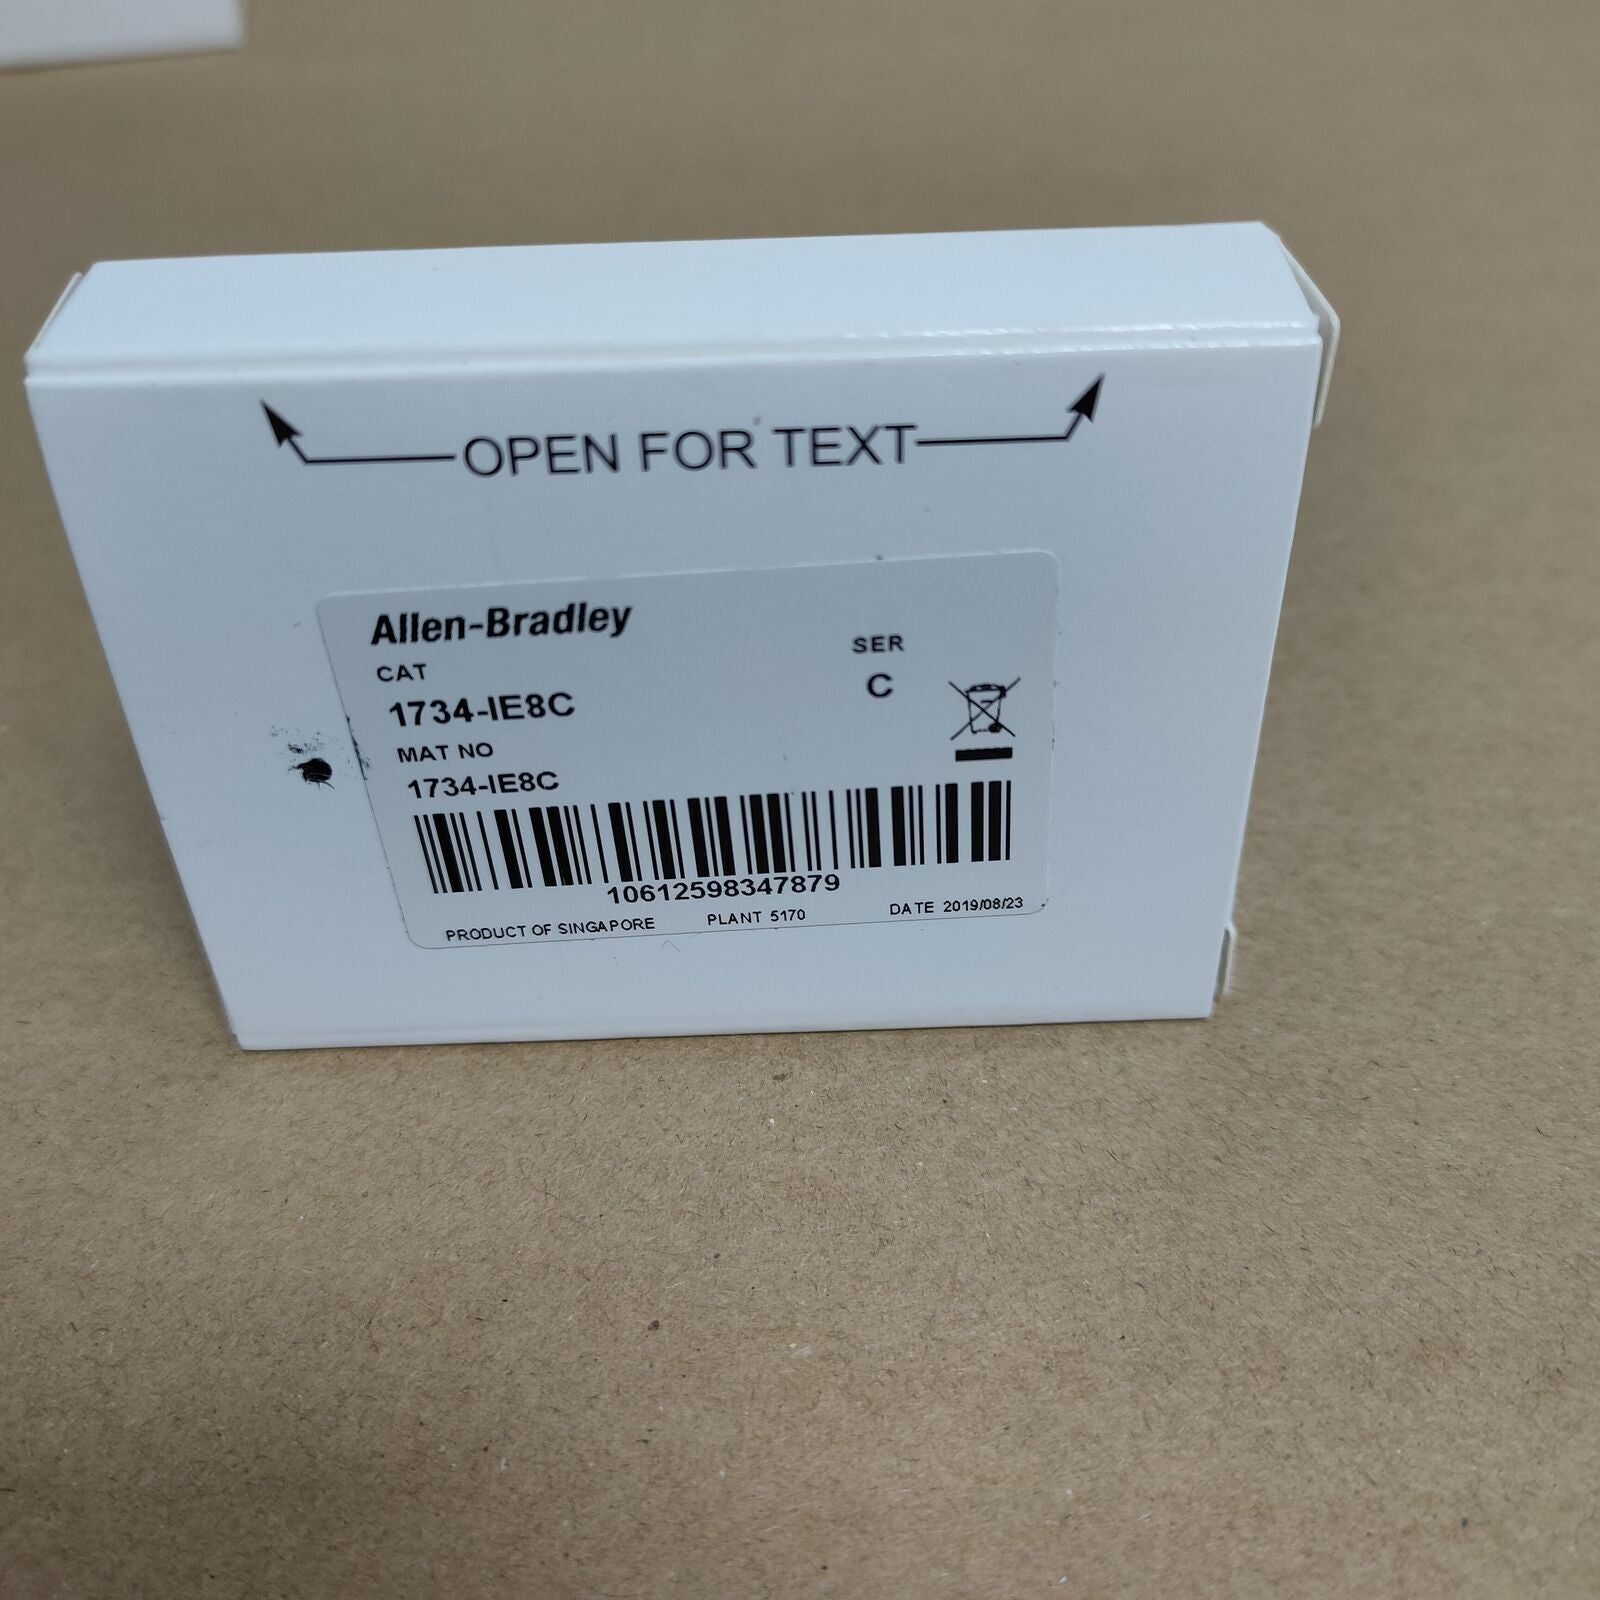 OPEN FOR TEXT
Allen-Bradley
CAT
SER
1734-IE8C
C
MAT NO
1734-IE8C
10612598347879
PRODUCT OF SINGAPORE PLANT 5170 DATE 2019/08/23